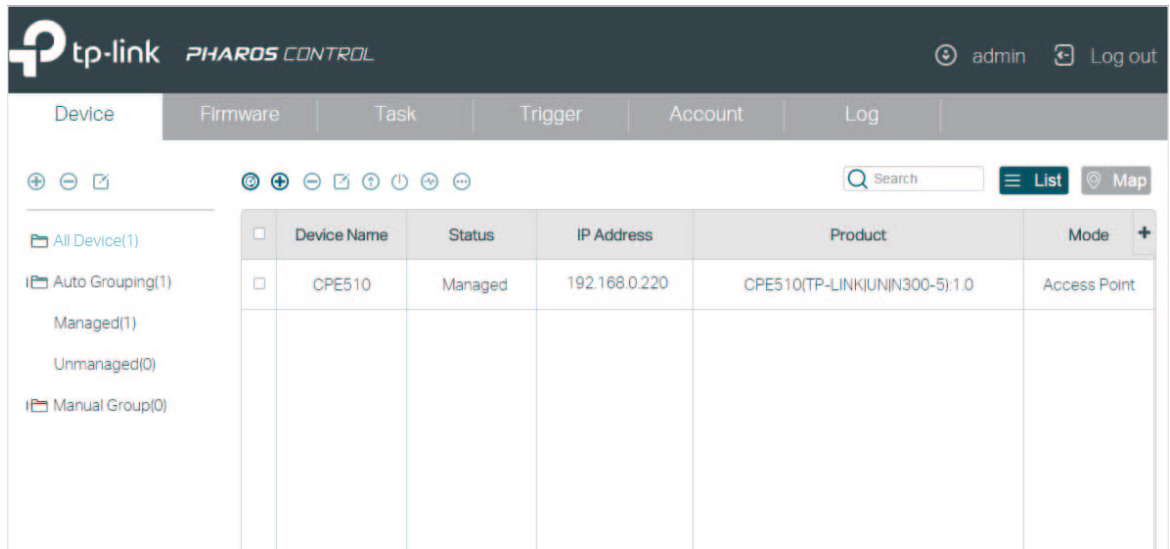 tp-link PHAROS CONTROL admin Log out
Device Firmware Task Trigger Account Log
Search List Map
All Device(1)
Auto Grouping(1)
Managed(1)
Unmanaged(0)
Manual Group(0)
Device Name Status IP Address Product Mode +
CPE510 Managed 192.168.0.220 CPE510(TP-LINK|UN|N300-5):1.0 Access Point